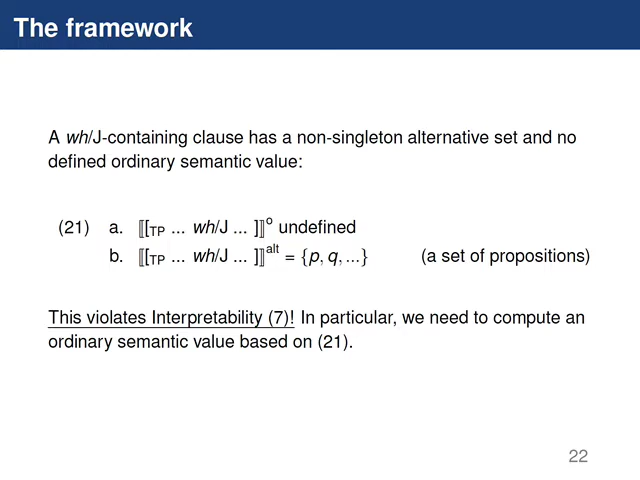 The framework
A wh/J-containing clause has a non-singleton alternative set and no
defined ordinary semantic value:
(21) a. ⟦[TP ... wh/J ... ]⟧o undefined
b. ⟦[TP ... wh/J ... ]⟧alt = {p, q, ...} (a set of propositions)
This violates Interpretability (7)! In particular, we need to compute an
ordinary semantic value based on (21).
22